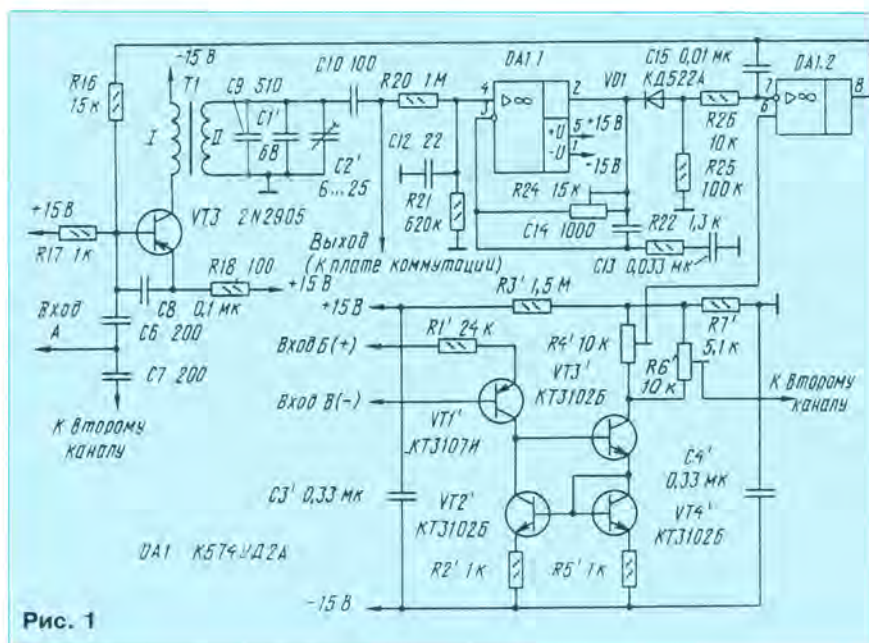 -15 В
R16
15 к
T1
C9 510
C1'
68
C2'
6...25
I
II
C10 100
R20 1М
C12 22
R21
620к
4
3
▷∞
DA1.1
2
+U
5
+15 В
-U
1
-15 В
VD1
КД522А
C15 0,01 мк
DA1.2
7
6
▷∞
8
R26
10 к
R25
100 к
R24 15 к
C14 1000
R22 1,3 к
C13 0,033 мк
+15 В
R17 1к
VT3 2N2905
Выход
(к плате коммутации)
R18 100
+15 В
C8
0,1 мк
C6 200
Вход
А
C7 200
К второму
каналу
+15 В
R3' 1,5 М
R1' 24 к
Вход Б(+)
Вход В(-)
R4' 10к
R6'
10 к
R7'
5,1 к
К второму
каналу
VT3'
КТ3102Б
VT1'
КТ3107И
C3' 0,33 мк
VT2'
КТ3102Б
C4'
0,33 мк
VT4'
КТ3102Б
R2' 1к
R5' 1к
DA1 К574УД2А
-15 В
Рис. 1